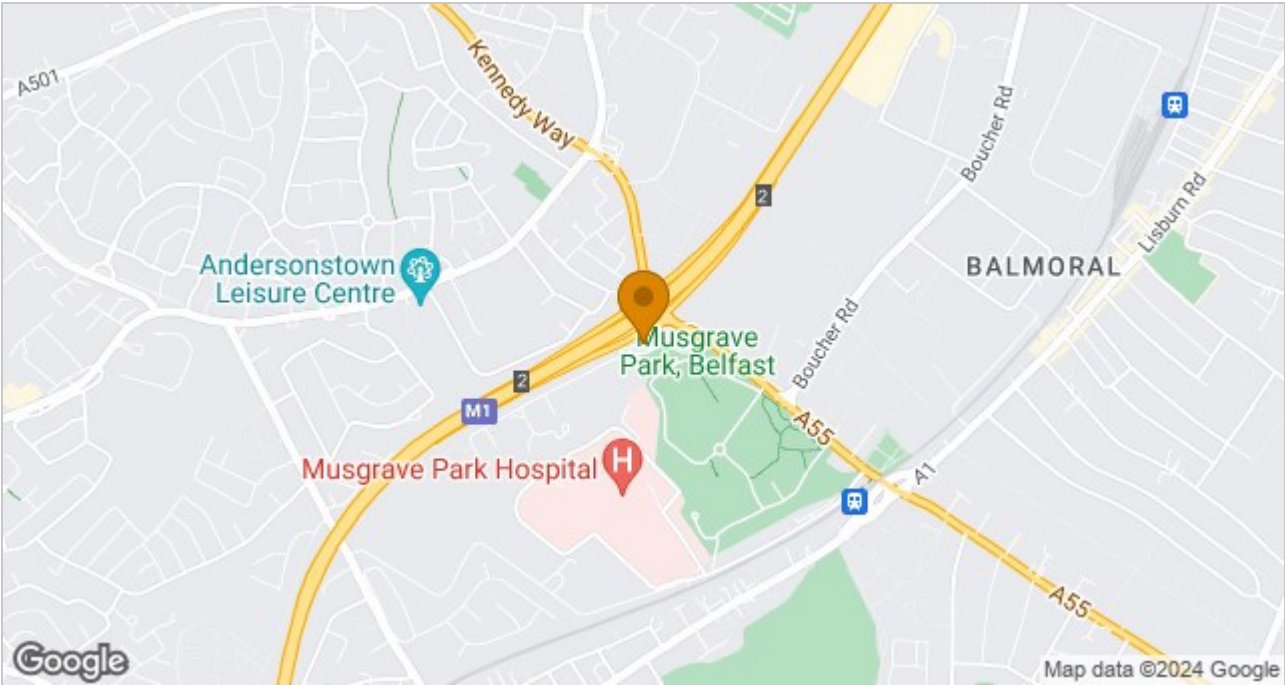 A501
Kennedy Way
Boucher Rd
2
Lisburn Rd
Andersonstown
Leisure Centre
BALMORAL
Musgrave
Park, Belfast
Boucher Rd
2
M1
A55
Musgrave Park Hospital
H
A1
A55
Google
Map data ©2024 Google